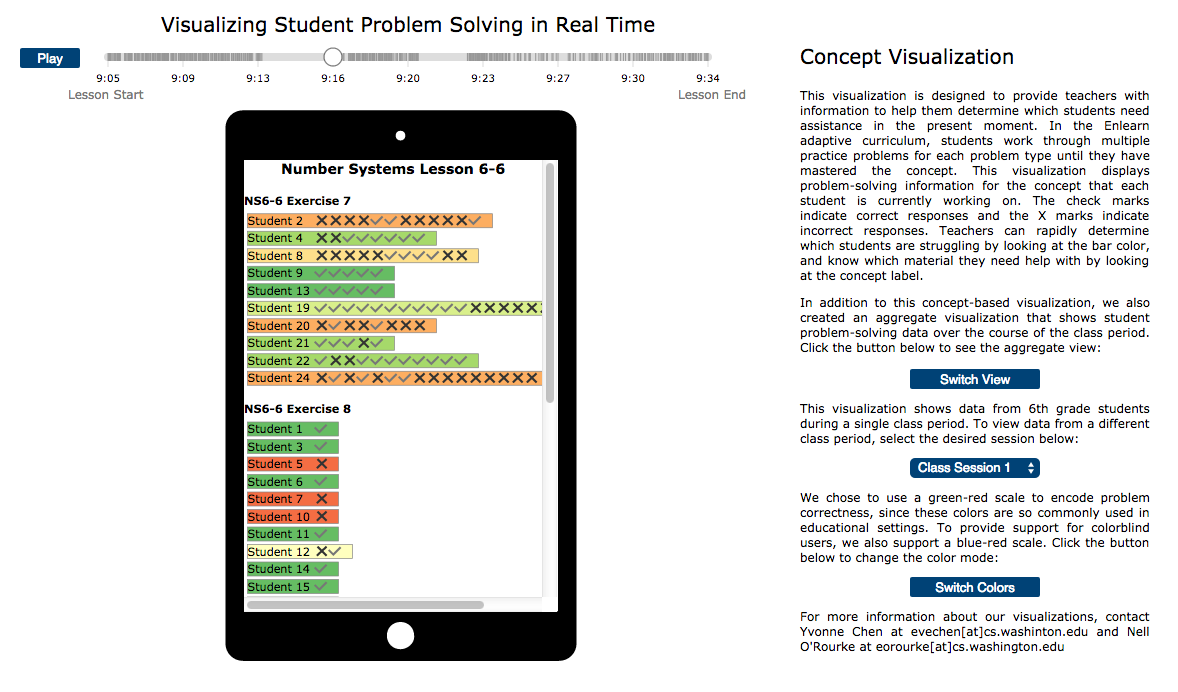 Visualizing Student Problem Solving in Real Time
Play
9:05 9:09 9:13 9:16 9:20 9:23 9:27 9:30 9:34
Lesson Start Lesson End
Number Systems Lesson 6-6
NS6-6 Exercise 7
Student 2 ✕✕✕✕✓✓✕✕✕✕✕✓
Student 4 ✕✕✓✓✓✓✓✓
Student 8 ✕✕✕✕✕✓✓✓✓✕✕
Student 9 ✓✓✓✓✓
Student 13 ✓✓✓✓✓
Student 19 ✓✓✓✓✓✓✓✓✓✓✓✕✕✕✕✕
Student 20 ✕✓✕✕✓✕✕✕
Student 21 ✓✓✓✕✓
Student 22 ✓✕✕✓✓✓✓✓✓✓✓
Student 24 ✕✓✕✓✕✓✓✕✕✕✕✕✕✕✕✕
NS6-6 Exercise 8
Student 1 ✓
Student 3 ✓
Student 5 ✕
Student 6 ✓
Student 7 ✕
Student 10 ✕
Student 11 ✓
Student 12 ✕✓
Student 14 ✓
Student 15 ✓
Concept Visualization
This visualization is designed to provide teachers with
information to help them determine which students need
assistance in the present moment. In the Enlearn
adaptive curriculum, students work through multiple
practice problems for each problem type until they have
mastered the concept. This visualization displays
problem-solving information for the concept that each
student is currently working on. The check marks
indicate correct responses and the X marks indicate
incorrect responses. Teachers can rapidly determine
which students are struggling by looking at the bar color,
and know which material they need help with by looking
at the concept label.
In addition to this concept-based visualization, we also
created an aggregate visualization that shows student
problem-solving data over the course of the class period.
Click the button below to see the aggregate view:
Switch View
This visualization shows data from 6th grade students
during a single class period. To view data from a different
class period, select the desired session below:
Class Session 1
We chose to use a green-red scale to encode problem
correctness, since these colors are so commonly used in
educational settings. To provide support for colorblind
users, we also support a blue-red scale. Click the button
below to change the color mode:
Switch Colors
For more information about our visualizations, contact
Yvonne Chen at evechen[at]cs.washinton.edu and Nell
O'Rourke at eorourke[at]cs.washington.edu